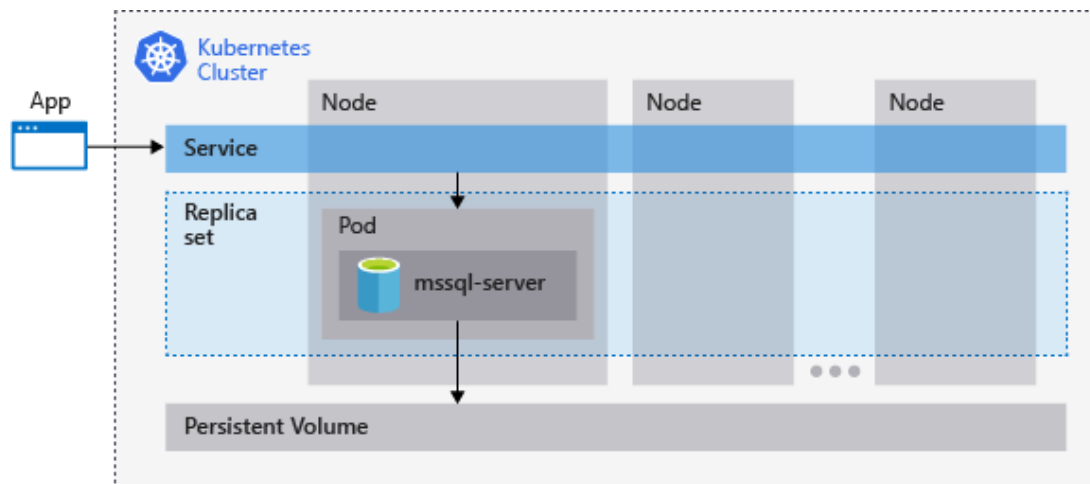 Kubernetes
Cluster
App
Node
Node
Node
Service
Replica
set
Pod
mssql-server
Persistent Volume